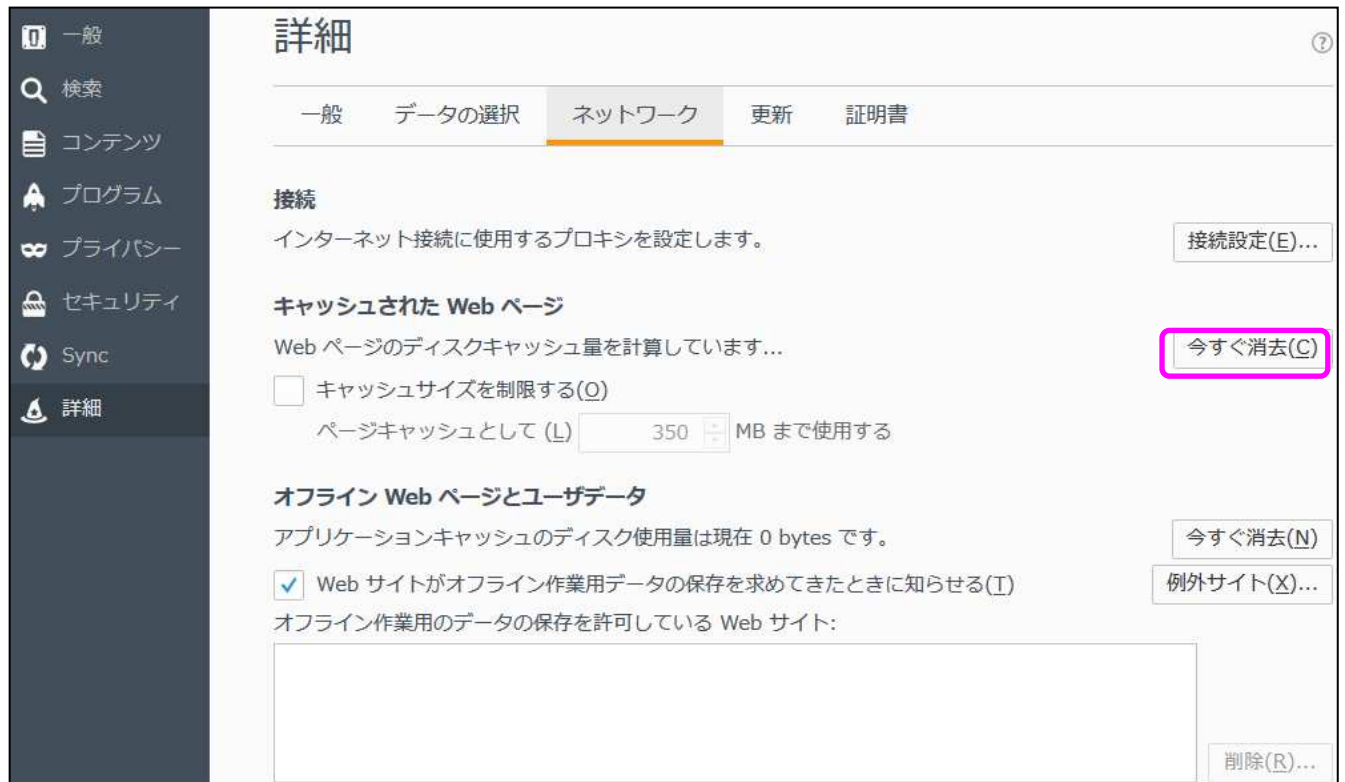 一般
検索
コンテンツ
プログラム
プライバシー
セキュリティ
Sync
詳細
詳細
一般 データの選択 ネットワーク 更新 証明書
接続
インターネット接続に使用するプロキシを設定します。 接続設定(E)...
キャッシュされた Web ページ
Web ページのディスクキャッシュ量を計算しています... 今すぐ消去(C)
キャッシュサイズを制限する(O)
ページキャッシュとして (L) 350 MB まで使用する
オフライン Web ページとユーザデータ
アプリケーションキャッシュのディスク使用量は現在 0 bytes です。 今すぐ消去(N)
Web サイトがオフライン作業用データの保存を求めてきたときに知らせる(T) 例外サイト(X)...
オフライン作業用のデータの保存を許可している Web サイト:
削除(R)...